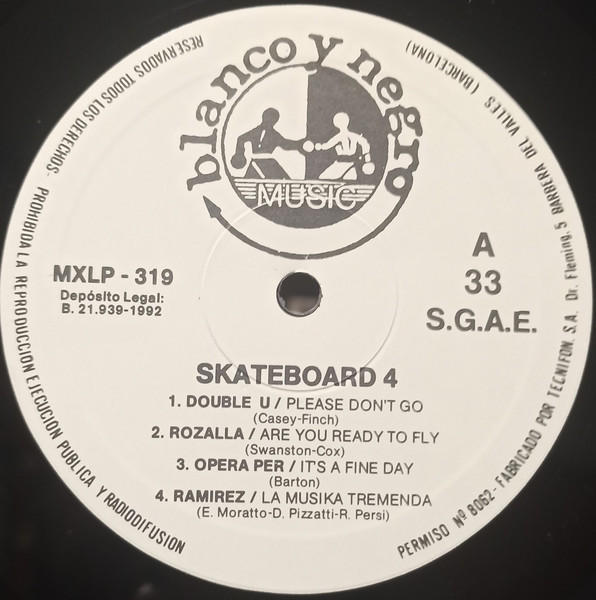 blanco y negro
MUSIC
MXLP - 319
Depósito Legal:
B. 21.939-1992
A
33
S.G.A.E.
SKATEBOARD 4
1. DOUBLE U / PLEASE DON'T GO
(Casey-Finch)
2. ROZALLA / ARE YOU READY TO FLY
(Swanston-Cox)
3. OPERA PER / IT'S A FINE DAY
(Barton)
4. RAMIREZ / LA MUSIKA TREMENDA
(E. Moratto-D. Pizzatti-R. Persi)
RESERVADOS TODOS LOS DERECHOS- PROHIBIDA LA REPRODUCCION EJECUCION PUBLICA Y RADIODIFUSION
PERMISO Nº 8062- FABRICADO POR TECNIFON, S.A. Dr. Fleming, 5 BARBERA DEL VALLES (BARCELONA)